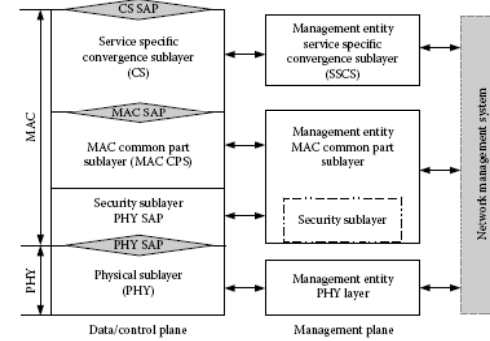 CS SAP
Service specific
convergence sublayer
(CS)
MAC SAP
MAC common part
sublayer (MAC CPS)
Security sublayer
PHY SAP
PHY SAP
Physical sublayer
(PHY)
Data/control plane
MAC
PHY
Management entity
service specific
convergence sublayer
(SSCS)
Management entity
MAC common part
sublayer
Security sublayer
Management entity
PHY layer
Management plane
Network management system